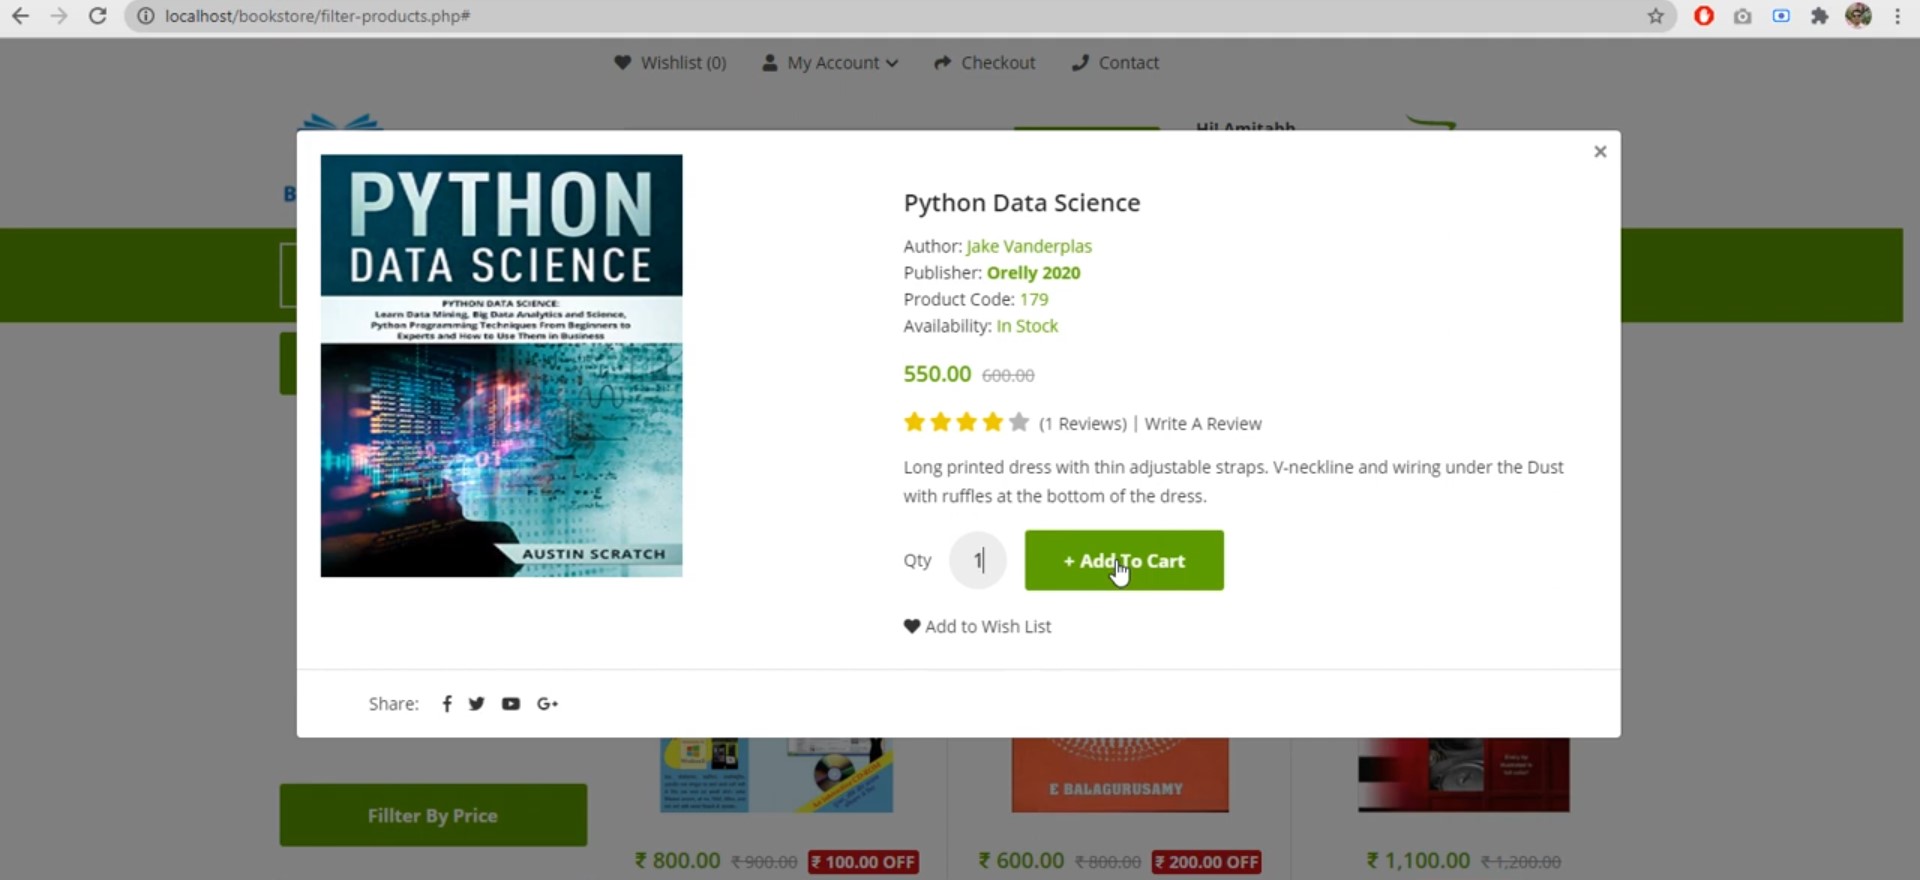 localhost/bookstore/filter-products.php#
Wishlist (0) My Account Checkout Contact
Hi! Amitabh
B
PYTHON
DATA SCIENCE
PYTHON DATA SCIENCE:
Learn Data Mining, Big Data Analytics and Science,
Python Programming Techniques From Beginners to
Experts and How to Use Them in Business
01
AUSTIN SCRATCH
×
Python Data Science
Author: Jake Vanderplas
Publisher: Orelly 2020
Product Code: 179
Availability: In Stock
550.00 600.00
(1 Reviews) | Write A Review
Long printed dress with thin adjustable straps. V-neckline and wiring under the Dust
with ruffles at the bottom of the dress.
Qty 1 + Add To Cart
Add to Wish List
Share: G+
E BALAGURUSAMY
Fillter By Price
₹ 800.00 ₹ 900.00 ₹ 100.00 OFF
₹ 600.00 ₹ 800.00 ₹ 200.00 OFF
₹ 1,100.00 ₹ 1,200.00